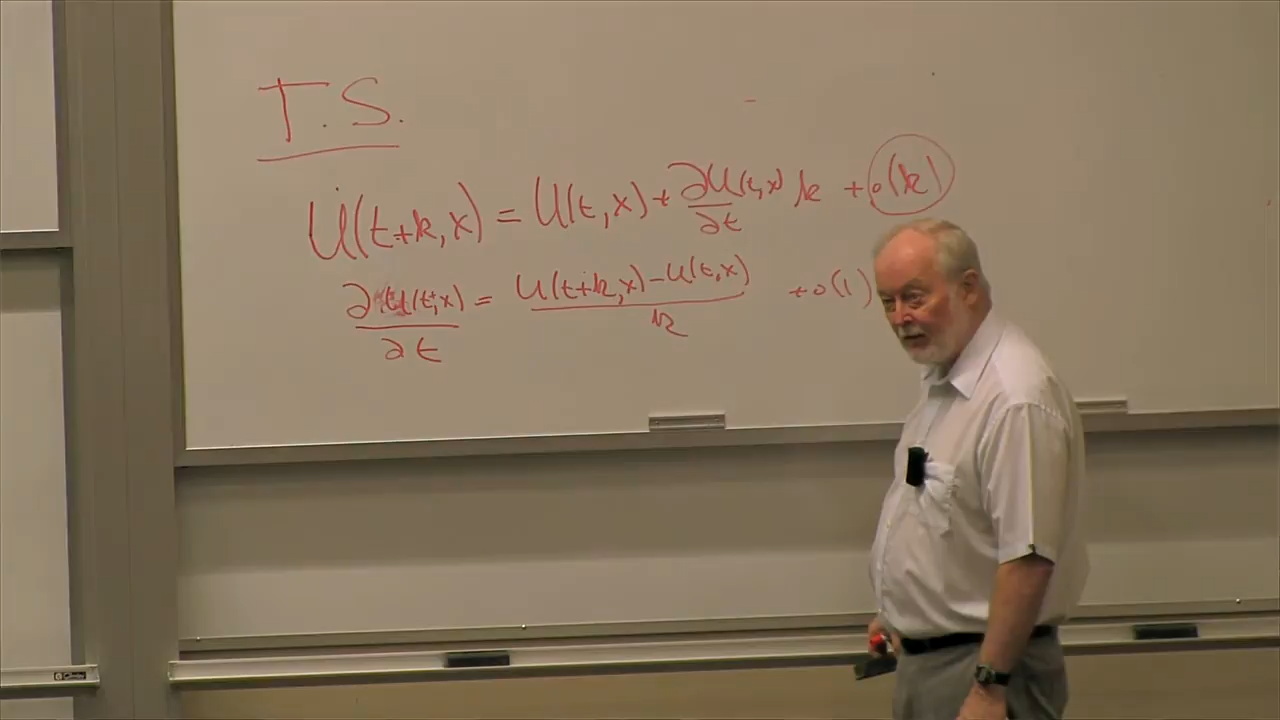 T.S.
U(t+k,x) = U(t,x) + ∂U(t,x)/∂t k + o(k)
∂U(t,x)/∂t = U(t+k,x)-U(t,x)/k + o(1)